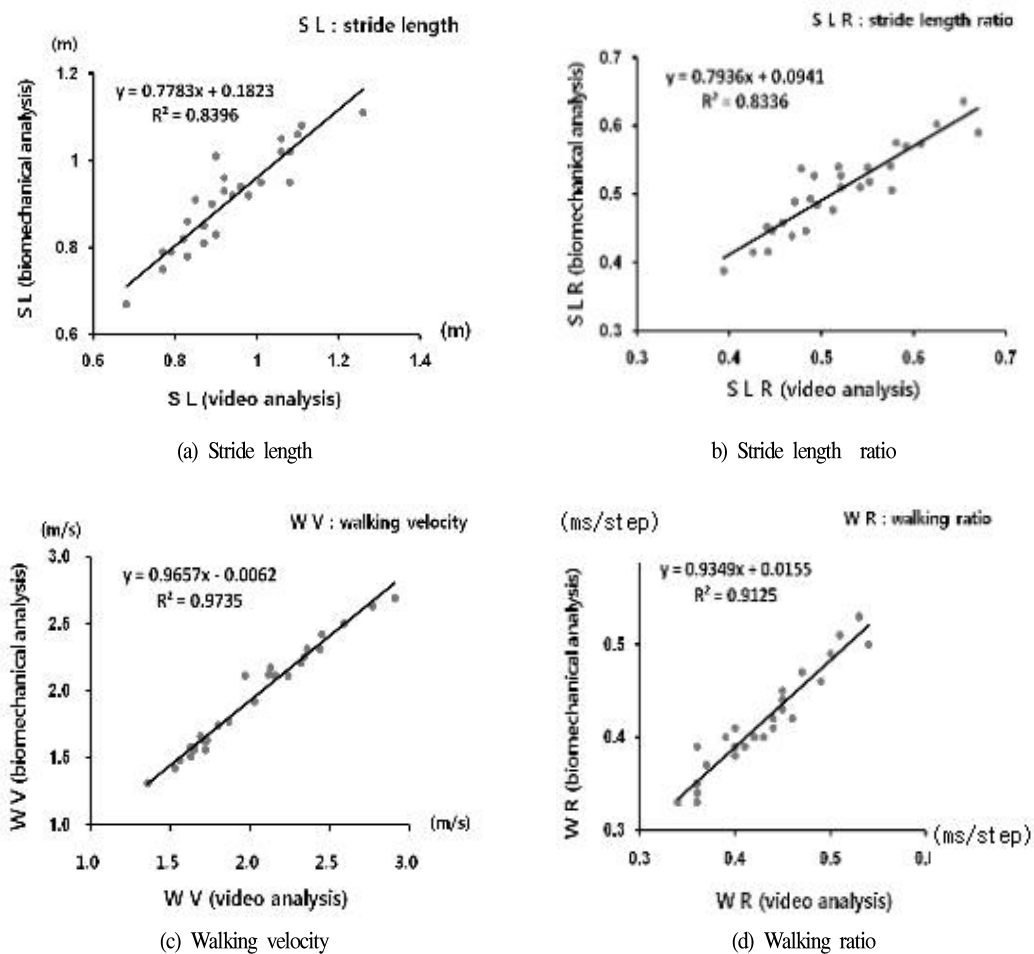 S L : stride length
(m)
1.2
y = 0.7783x + 0.1823
R² = 0.8396
1
0.8
0.6
S L (biomechanical analysis)
0.6 0.8 1 1.2 1.4
(m)
S L (video analysis)
(a) Stride length
S L R : stride length ratio
0.7
y = 0.7936x + 0.0941
R² = 0.8336
0.6
0.5
0.4
0.3
S L R (biomechanical analysis)
0.3 0.4 0.5 0.6 0.7
S L R (video analysis)
b) Stride length ratio
W V : walking velocity
(m/s)
3.0
y = 0.9657x - 0.0062
R² = 0.9735
2.5
2.0
1.5
1.0
W V (biomechanical analysis)
(m/s)
1.0 1.5 2.0 2.5 3.0
W V (video analysis)
(c) Walking velocity
(ms/step)
W R : walking ratio
y = 0.9349x + 0.0155
R² = 0.9125
0.5
0.4
0.3
W R (biomechanical analysis)
(ms/step)
0.3 0.4 0.5
W R (video analysis)
(d) Walking ratio